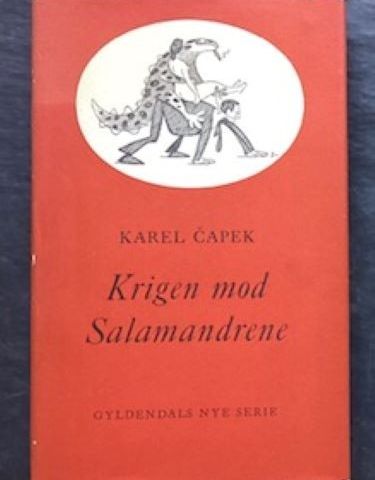 KAREL ČAPEK
Krigen mod
Salamandrene
GYLDENDALS NYE SERIE